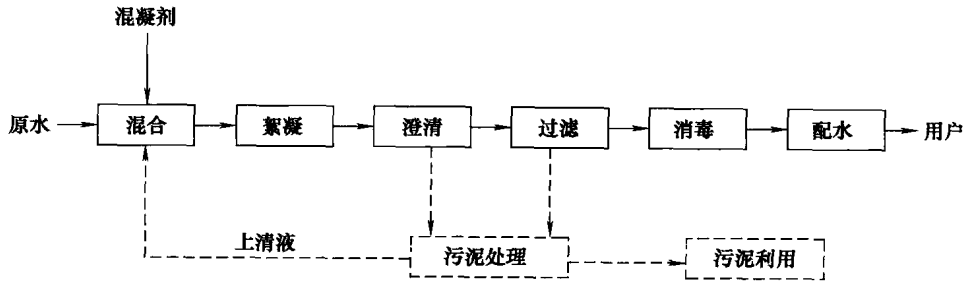 混凝剂
原水
混合
絮凝
澄清
过滤
消毒
配水
用户
上清液
污泥处理
污泥利用